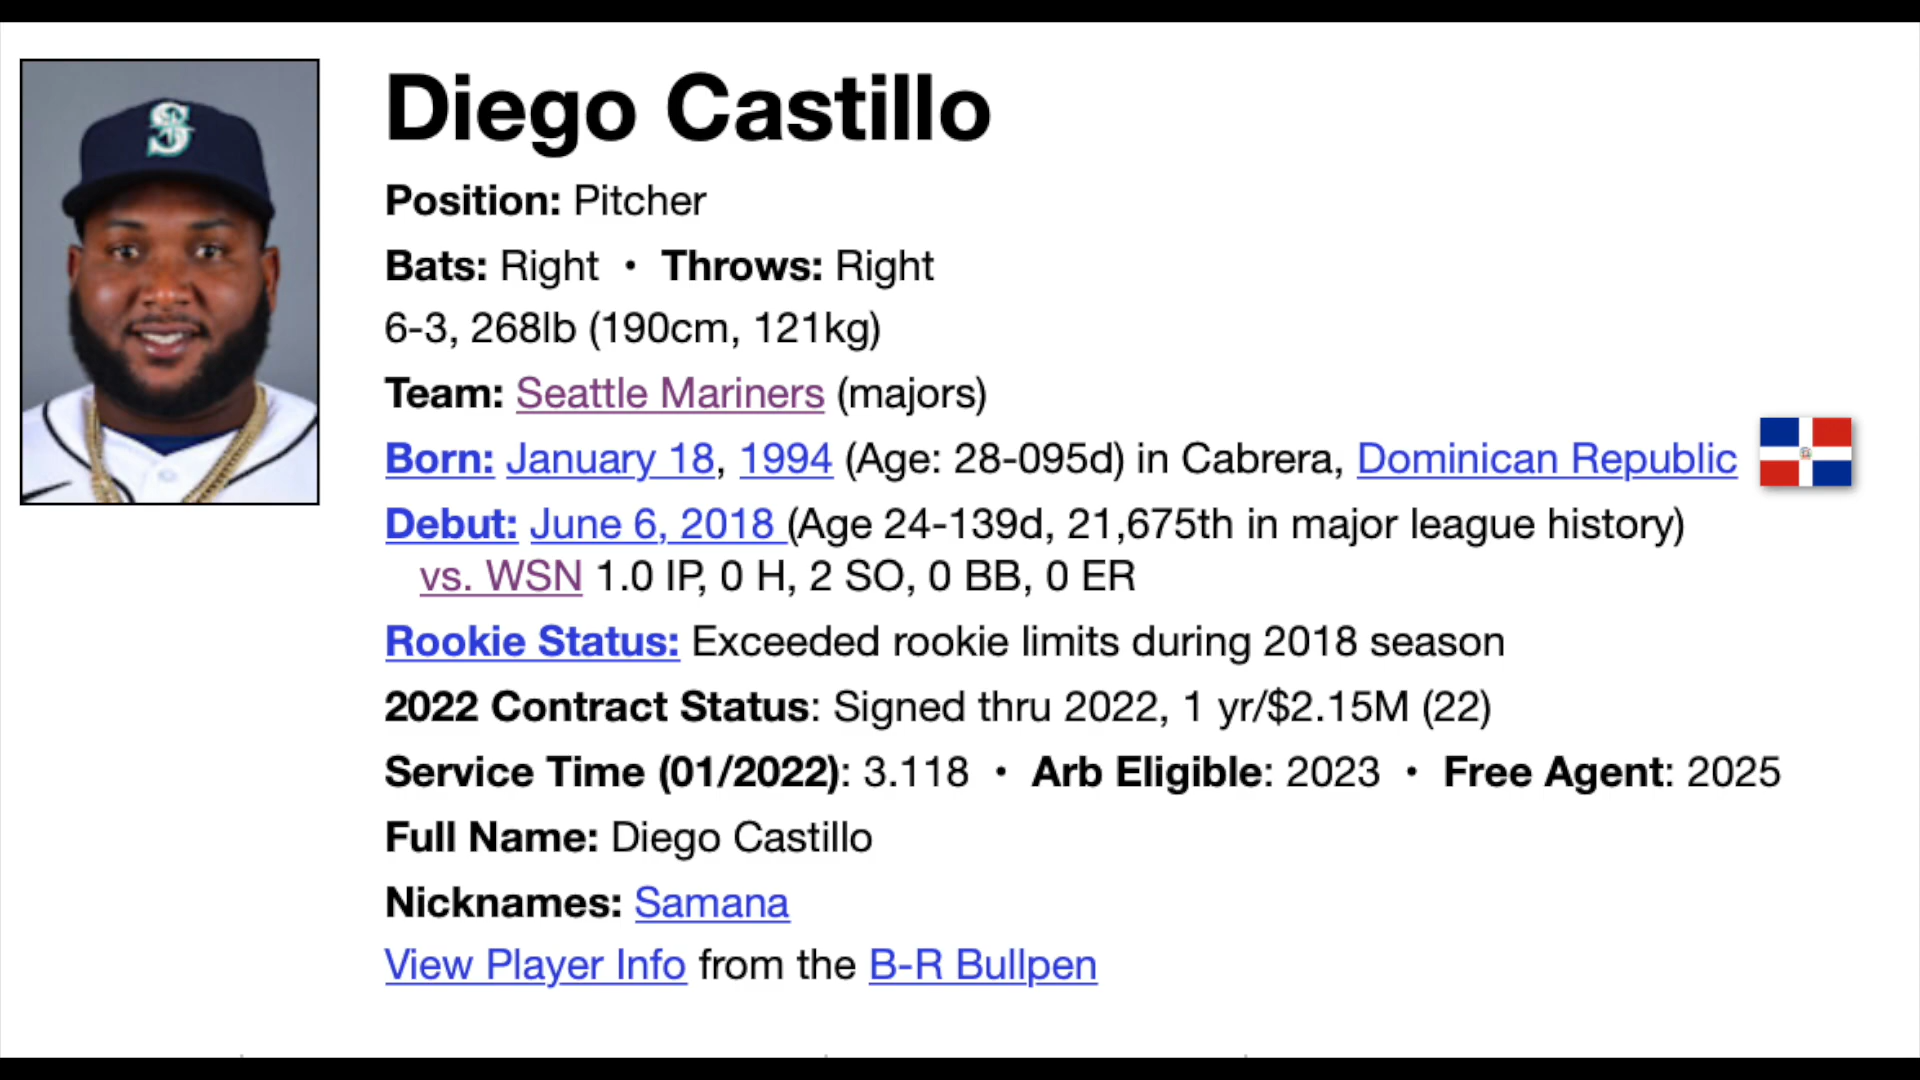 Diego Castillo
Position: Pitcher
Bats: Right • Throws: Right
6-3, 268lb (190cm, 121kg)
Team: Seattle Mariners (majors)
Born: January 18, 1994 (Age: 28-095d) in Cabrera, Dominican Republic
Debut: June 6, 2018 (Age 24-139d, 21,675th in major league history)
vs. WSN 1.0 IP, 0 H, 2 SO, 0 BB, 0 ER
Rookie Status: Exceeded rookie limits during 2018 season
2022 Contract Status: Signed thru 2022, 1 yr/$2.15M (22)
Service Time (01/2022): 3.118 • Arb Eligible: 2023 • Free Agent: 2025
Full Name: Diego Castillo
Nicknames: Samana
View Player Info from the B-R Bullpen
S